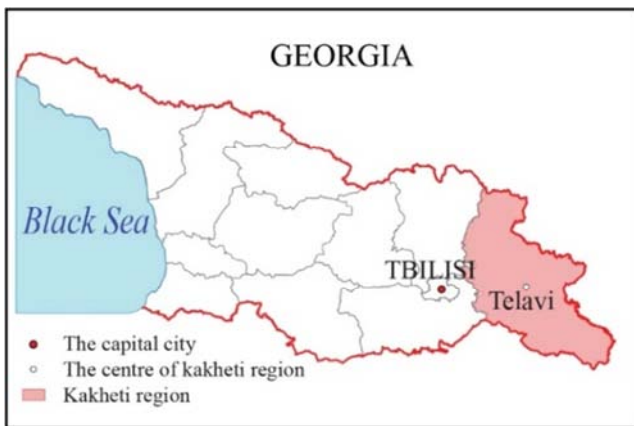 GEORGIA
Black Sea
TBILISI
Telavi
The capital city
The centre of kakheti region
Kakheti region